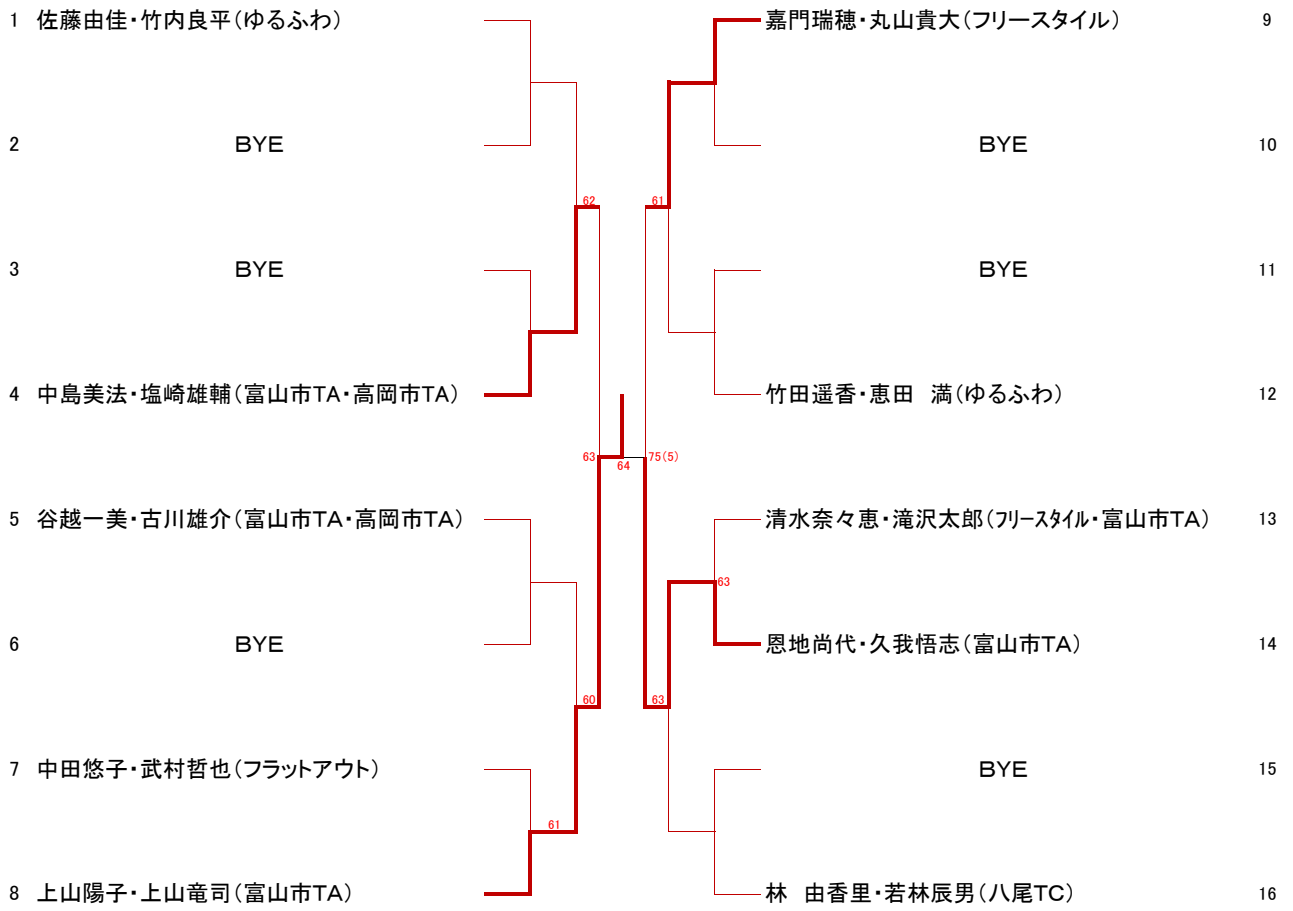 1 佐藤由佳・竹内良平(ゆるふわ)
嘉門瑞穂・丸山貴大(フリースタイル) 9
2 BYE
BYE 10
62
61
3 BYE
BYE 11
4 中島美法・塩崎雄輔(富山市TA・高岡市TA)
竹田遥香・恵田 満(ゆるふわ) 12
63
64
75(5)
5 谷越一美・古川雄介(富山市TA・高岡市TA)
清水奈々恵・滝沢太郎(フリースタイル・富山市TA) 13
63
6 BYE
恩地尚代・久我悟志(富山市TA) 14
60
63
7 中田悠子・武村哲也(フラットアウト)
BYE 15
61
8 上山陽子・上山竜司(富山市TA)
林 由香里・若林辰男(八尾TC) 16